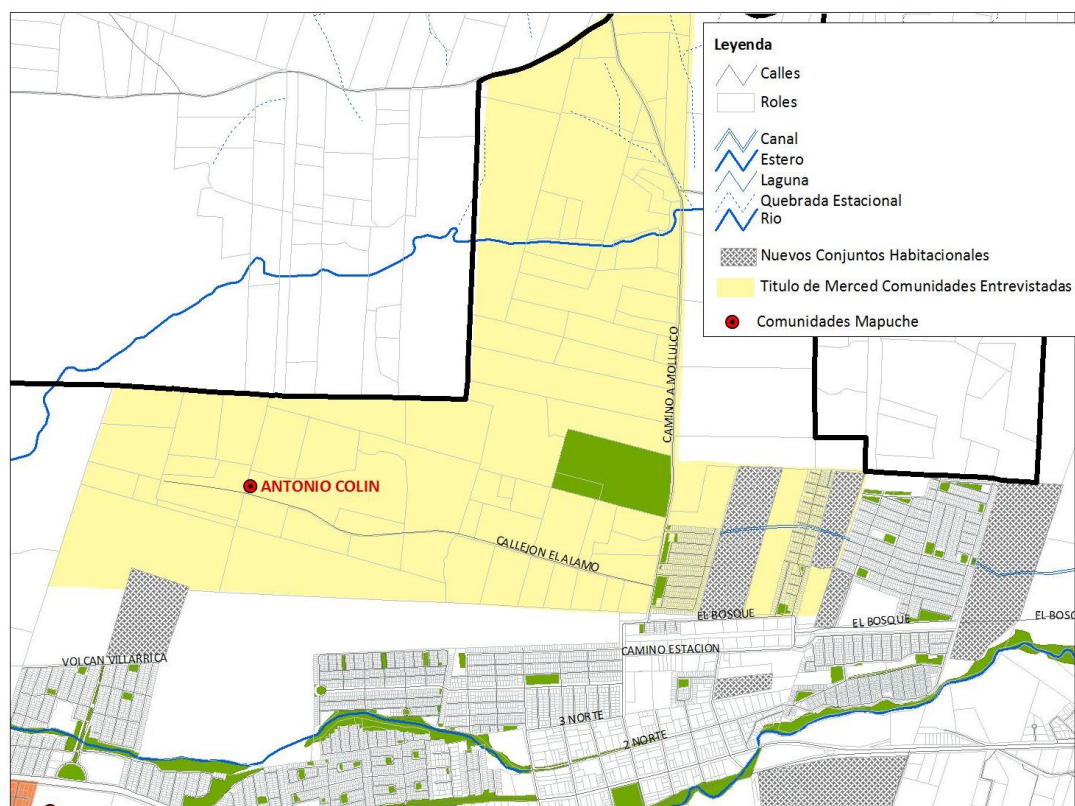 Leyenda
Calles
Roles
Canal
Estero
Laguna
Quebrada Estacional
Rio
Nuevos Conjuntos Habitacionales
Titulo de Merced Comunidades Entrevistadas
Comunidades Mapuche
CAMINO A MOLLULCO
ANTONIO COLIN
CALLEJON EL ALAMO
EL BOSQUE
EL BOSQUE
EL BOSQ
CAMINO ESTACION
VOLCAN VILLARRICA
3 NORTE
2 NORTE